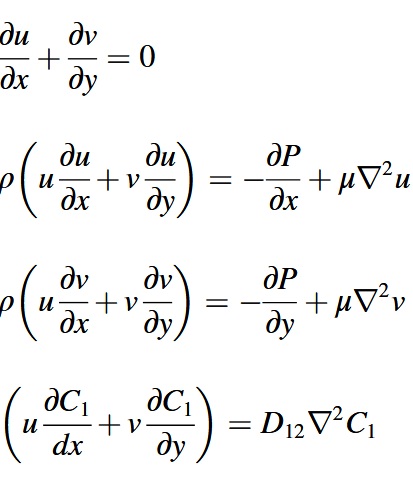 ∂u/∂x + ∂v/∂y = 0
ρ(u ∂u/∂x + v ∂u/∂y) = −∂P/∂x + μ∇²u
ρ(u ∂v/∂x + v ∂v/∂y) = −∂P/∂y + μ∇²v
(u ∂C₁/dx + v ∂C₁/∂y) = D₁₂∇²C₁